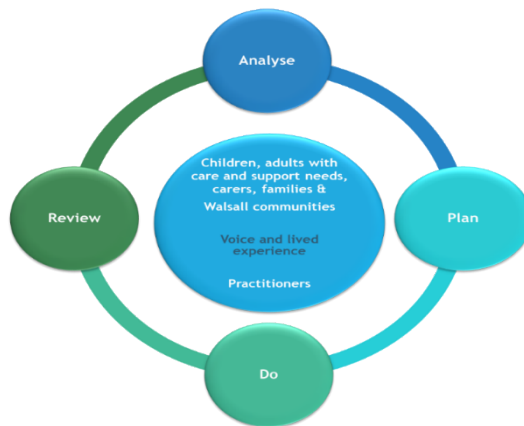 Analyse
Children, adults with
care and support needs,
carers, families &
Walsall communities
Voice and lived
experience
Practitioners
Review
Plan
Do